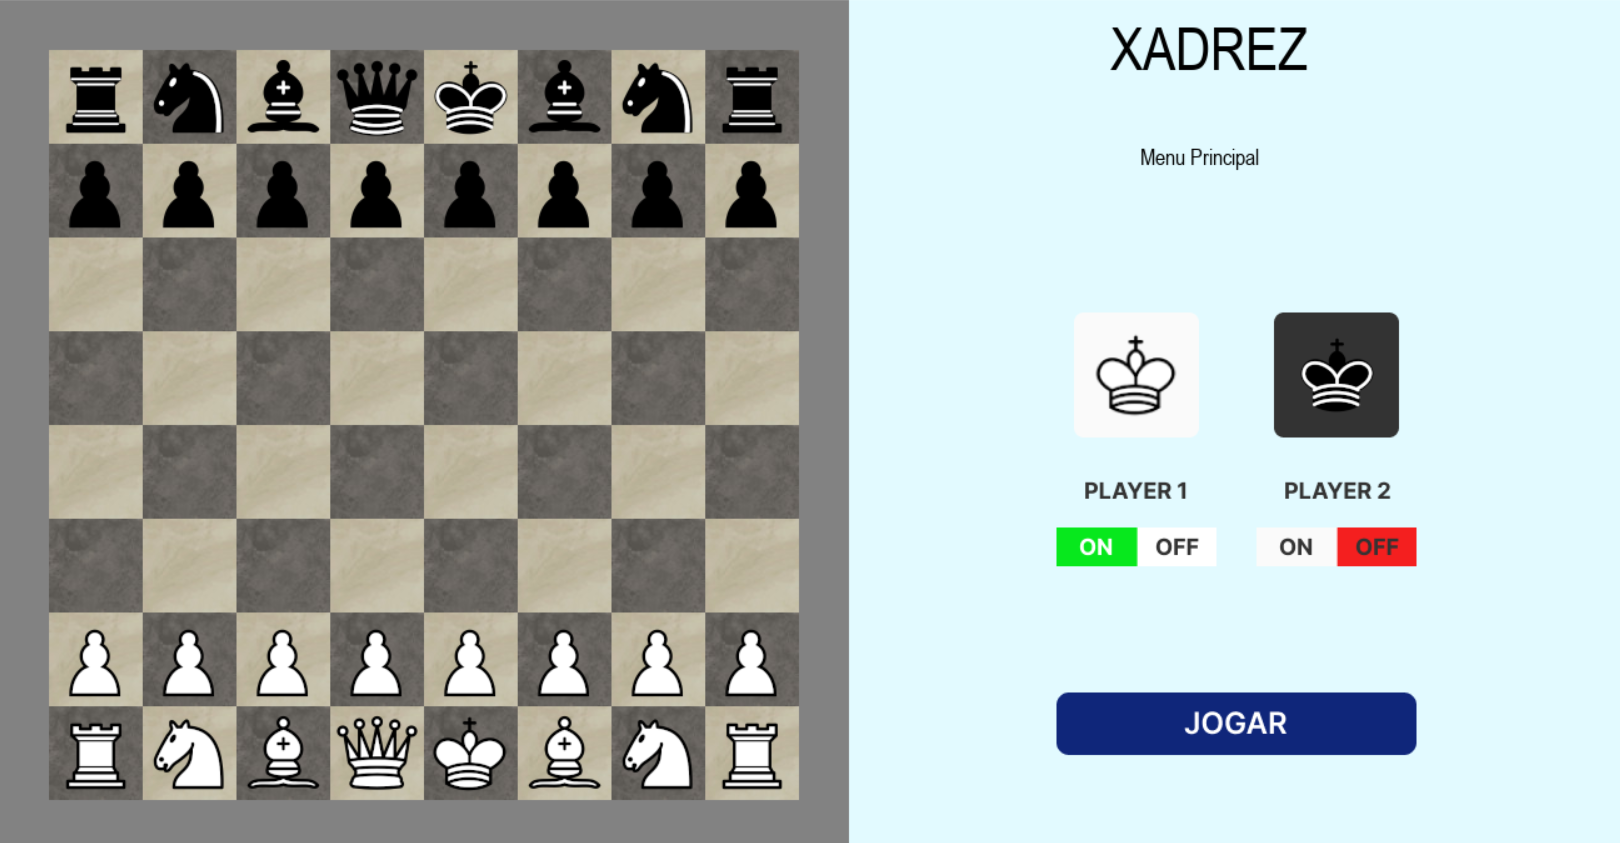 XADREZ
Menu Principal
PLAYER 1 PLAYER 2
ON OFF ON OFF
JOGAR